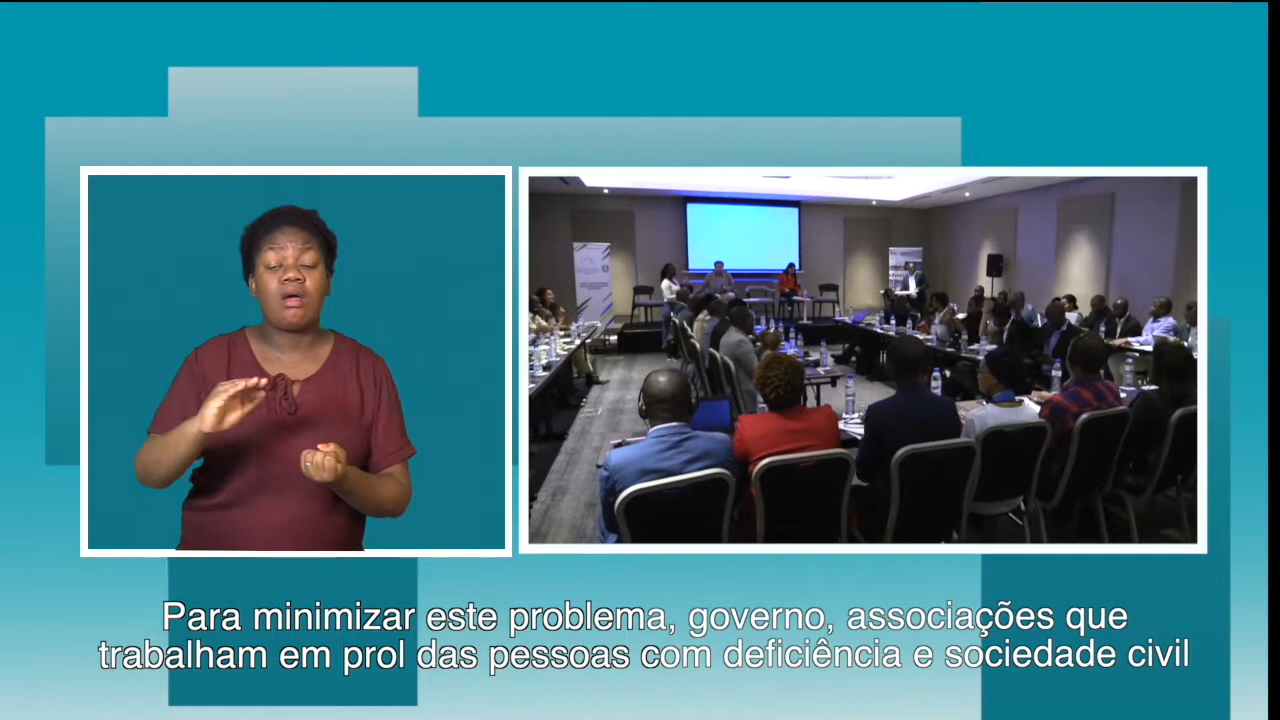 Para minimizar este problema, governo, associações que
trabalham em prol das pessoas com deficiência e sociedade civil